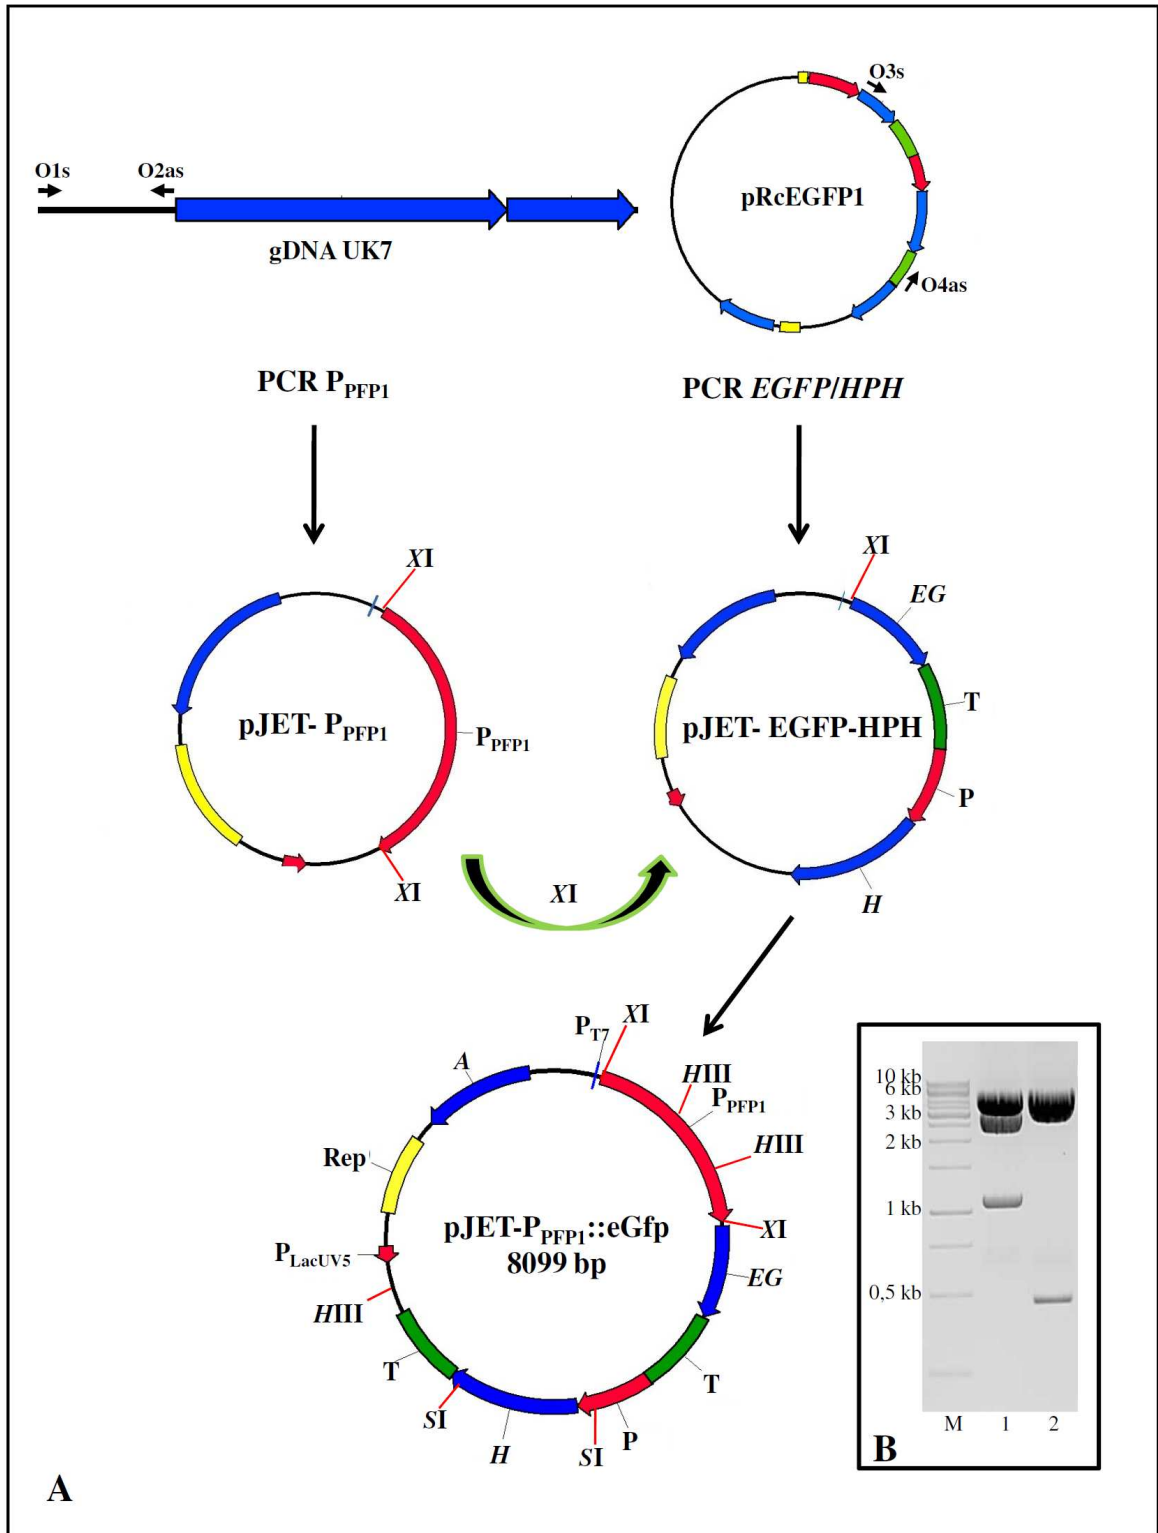 O1s
O2as
gDNA UK7
O3s
pRcEGFP1
O4as
PCR PPFP1
PCR EGFP/HPH
XI
pJET- PPFP1
PPFP1
XI
XI
EG
T
pJET- EGFP-HPH
P
H
XI
PT7
XI
A
HIII
PPFP1
HIII
Rep
XI
pJET-PPFP1::eGfp
8099 bp
PLacUV5
EG
HIII
T
T
SI
H
SI
P
A
10 kb
6 kb
3 kb
2 kb
1 kb
0,5 kb
M 1 2
B